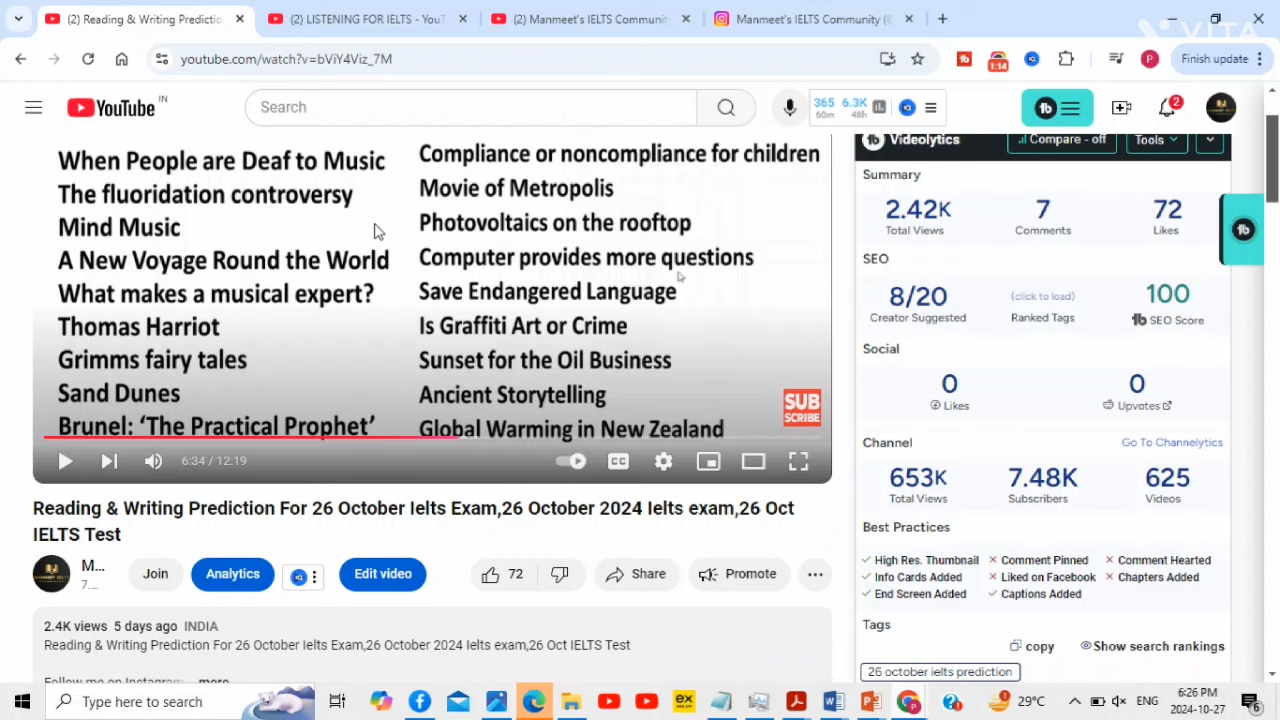 (2) Reading & Writing Predictio
(2) LISTENING FOR IELTS - YouT
(2) Manmeet's IELTS Communit
Manmeet's IELTS Community (
VITA
youtube.com/watch?v=bViY4Viz_7M
1:14
P
Finish update
YouTube IN
Search
365 6.3K
60m 48h
2
When People are Deaf to Music
The fluoridation controversy
Mind Music
A New Voyage Round the World
What makes a musical expert?
Thomas Harriot
Grimms fairy tales
Sand Dunes
Brunel: ‘The Practical Prophet’
Compliance or noncompliance for children
Movie of Metropolis
Photovoltaics on the rooftop
Computer provides more questions
Save Endangered Language
Is Graffiti Art or Crime
Sunset for the Oil Business
Ancient Storytelling
Global Warming in New Zealand
SUB
SCRIBE
6:34 / 12:19
CC
Reading & Writing Prediction For 26 October Ielts Exam,26 October 2024 Ielts exam,26 Oct
IELTS Test
M...
7....
Join
Analytics
Edit video
72
Share
Promote
2.4K views 5 days ago INDIA
Reading & Writing Prediction For 26 October Ielts Exam,26 October 2024 Ielts exam,26 Oct IELTS Test
Follow me on Instagram ...more
Videolytics
Compare - off
Tools
Summary
2.42K 7 72
Total Views Comments Likes
SEO
8/20 (click to load) 100
Creator Suggested Ranked Tags SEO Score
Social
0 0
Likes Upvotes
Channel Go To Channelytics
653K 7.48K 625
Total Views Subscribers Videos
Best Practices
High Res. Thumbnail Comment Pinned Comment Hearted
Info Cards Added Liked on Facebook Chapters Added
End Screen Added Captions Added
Tags
copy Show search rankings
26 october ielts prediction
Type here to search
29°C
ENG
6:26 PM
2024-10-27
6